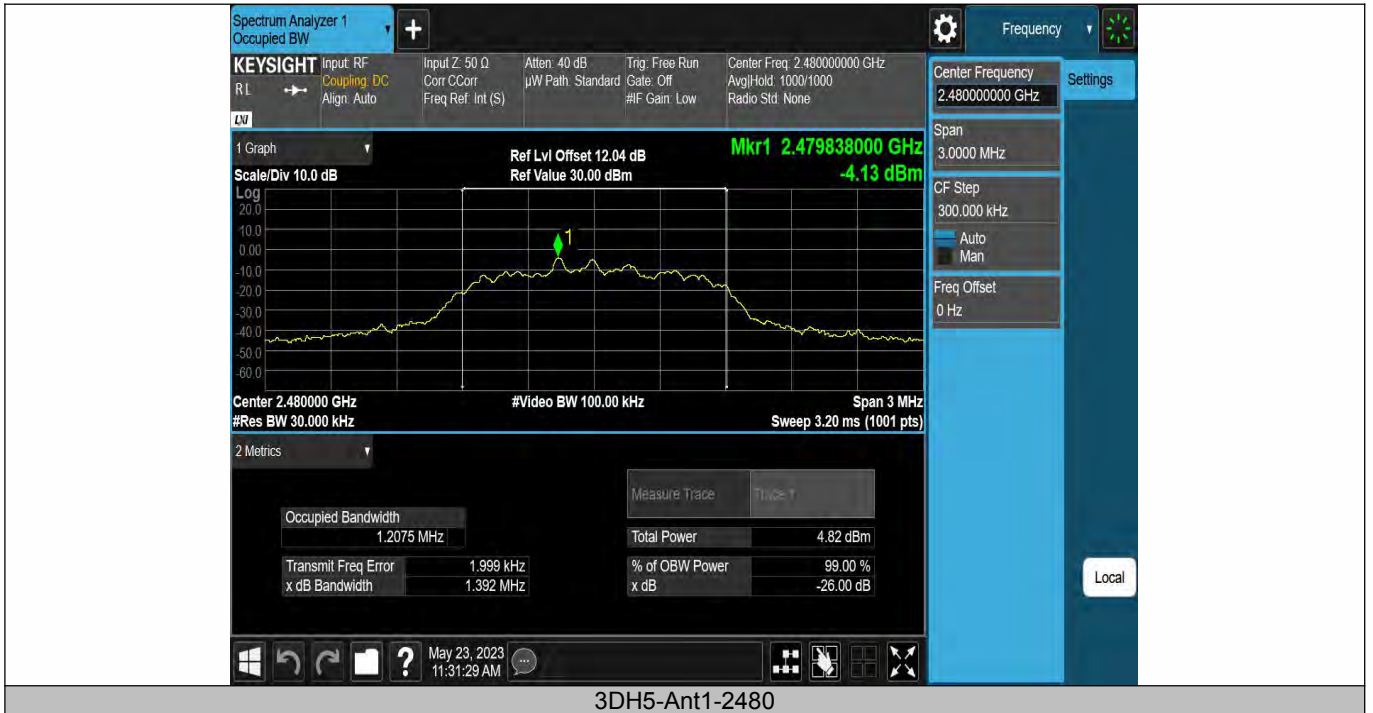 Spectrum Analyzer 1
Occupied BW
+
Frequency
KEYSIGHT
R L
LXI
Input: RF
Coupling: DC
Align: Auto
Input Z: 50 Ω
Corr CCorr
Freq Ref: Int (S)
Atten: 40 dB
µW Path: Standard
Trig: Free Run
Gate: Off
#IF Gain: Low
Center Freq: 2.480000000 GHz
Avg|Hold: 1000/1000
Radio Std: None
Center Frequency
2.480000000 GHz
Settings
Span
3.0000 MHz
CF Step
300.000 kHz
Auto
Man
Freq Offset
0 Hz
Local
1 Graph
Scale/Div 10.0 dB
Ref Lvl Offset 12.04 dB
Ref Value 30.00 dBm
Mkr1 2.479838000 GHz
-4.13 dBm
Log
20.0
10.0
0.00
-10.0
-20.0
-30.0
-40.0
-50.0
-60.0
1
Center 2.480000 GHz
#Res BW 30.000 kHz
#Video BW 100.00 kHz
Span 3 MHz
Sweep 3.20 ms (1001 pts)
2 Metrics
Measure Trace
Trace 1
Occupied Bandwidth
1.2075 MHz
Total Power 4.82 dBm
Transmit Freq Error 1.999 kHz
% of OBW Power 99.00 %
x dB Bandwidth 1.392 MHz
x dB -26.00 dB
?
May 23, 2023
11:31:29 AM
3DH5-Ant1-2480